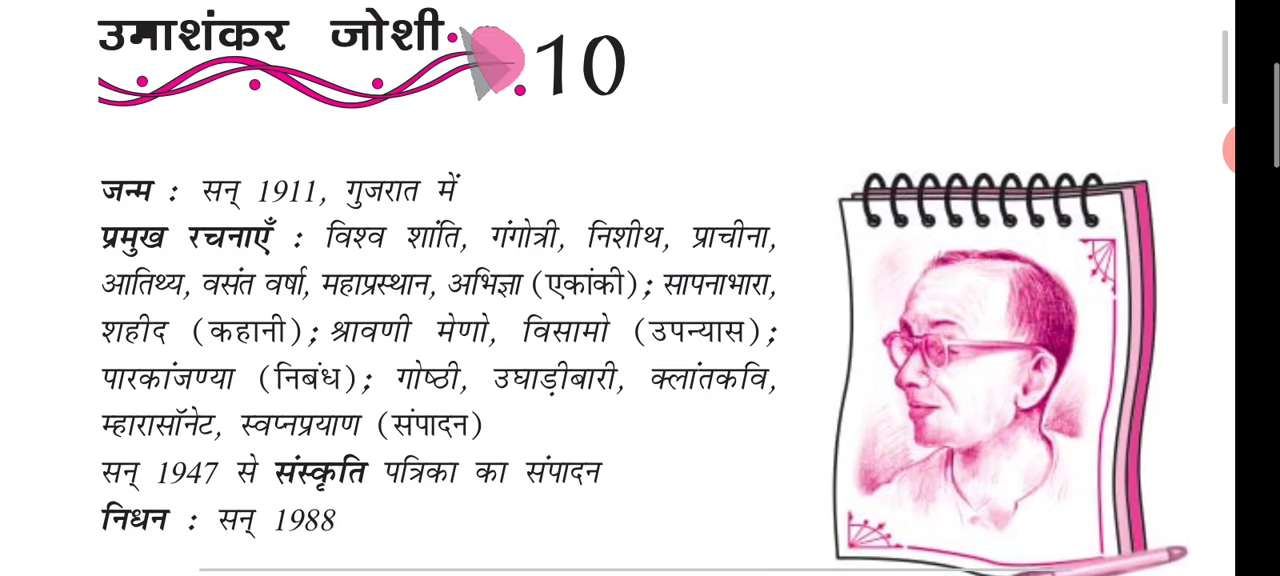 उमाशंकर जोशी
10
जन्म : सन् 1911, गुजरात में
प्रमुख रचनाएँ : विश्व शांति, गंगोत्री, निशीथ, प्राचीना,
आतिथ्य, वसंत वर्षा, महाप्रस्थान, अभिज्ञा (एकांकी); सापनाभारा,
शहीद (कहानी); श्रावणी मेणो, विसामो (उपन्यास);
पारकांजण्या (निबंध); गोष्ठी, उघाड़ीबारी, क्लांतकवि,
म्हारासॉनेट, स्वप्नप्रयाण (संपादन)
सन् 1947 से संस्कृति पत्रिका का संपादन
निधन : सन् 1988